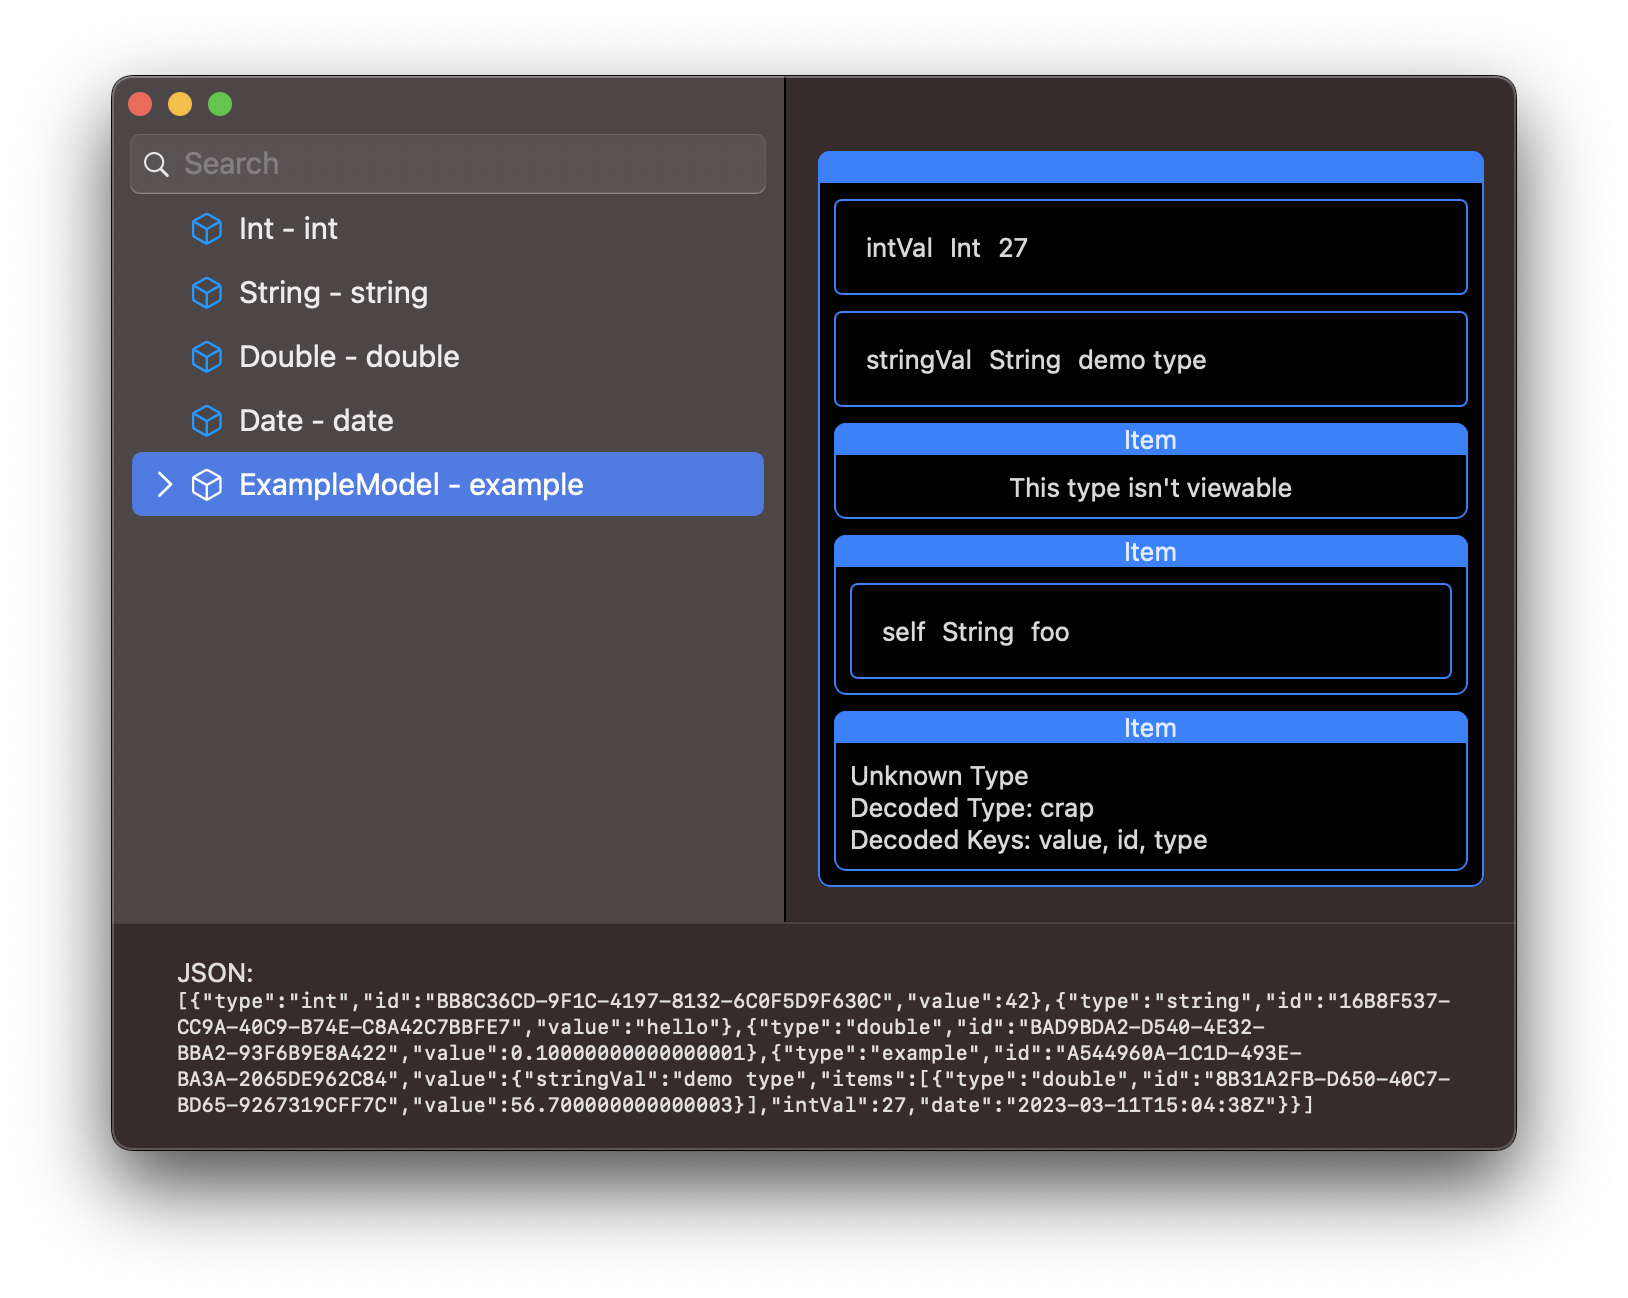 Search
Int - int
String - string
Double - double
Date - date
ExampleModel - example
intVal Int 27
stringVal String demo type
Item
This type isn't viewable
Item
self String foo
Item
Unknown Type
Decoded Type: crap
Decoded Keys: value, id, type
JSON:
[{"type":"int","id":"BB8C36CD-9F1C-4197-8132-6C0F5D9F630C","value":42},{"type":"string","id":"16B8F537-
CC9A-40C9-B74E-C8A42C7BBFE7","value":"hello"},{"type":"double","id":"BAD9BDA2-D540-4E32-
BBA2-93F6B9E8A422","value":0.10000000000000001},{"type":"example","id":"A544960A-1C1D-493E-
BA3A-2065DE962C84","value":{"stringVal":"demo type","items":[{"type":"double","id":"8B31A2FB-D650-40C7-
BD65-9267319CFF7C","value":56.700000000000003}],"intVal":27,"date":"2023-03-11T15:04:38Z"}}]